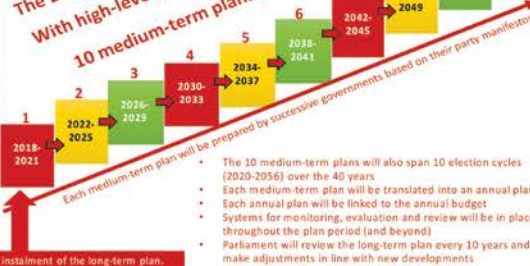 The
With high-level
10 medium-term plan
1
2018-
2021
2
2022-
2025
3
2026-
2029
4
2030-
2033
5
2034-
2037
6
2038-
2041
2042-
2045
2049
Each medium-term plan will be prepared by successive governments based on their party manifestos
• The 10 medium-term plans will also span 10 election cycles
(2020-2056) over the 40 years
• Each medium-term plan will be translated into an annual plan
• Each annual plan will be linked to the annual budget
• Systems for monitoring, evaluation and review will be in place
throughout the plan period (and beyond)
• Parliament will review the long-term plan every 10 years and
make adjustments in line with new developments
instalment of the long-term plan.